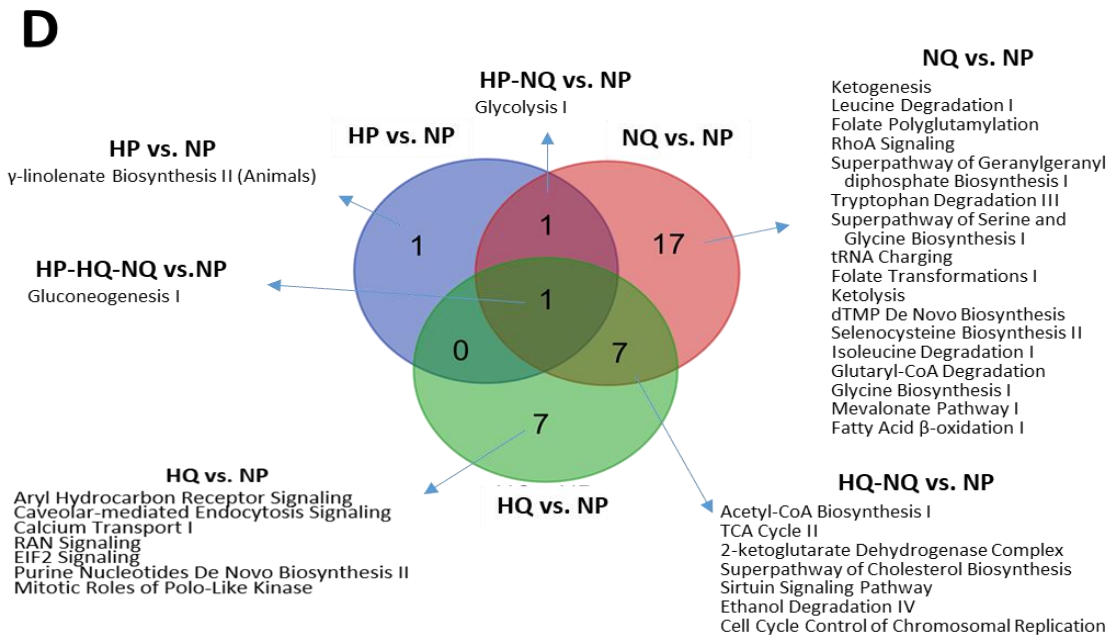 D
HP-NQ vs. NP
Glycolysis I
HP vs. NP
NQ vs. NP
HP vs. NP
γ-linolenate Biosynthesis II (Animals)
HP-HQ-NQ vs.NP
Gluconeogenesis I
1
1
17
1
0
7
7
HQ vs. NP
NQ vs. NP
Ketogenesis
Leucine Degradation I
Folate Polyglutamylation
RhoA Signaling
Superpathway of Geranylgeranyl
diphosphate Biosynthesis I
Tryptophan Degradation III
Superpathway of Serine and
Glycine Biosynthesis I
tRNA Charging
Folate Transformations I
Ketolysis
dTMP De Novo Biosynthesis
Selenocysteine Biosynthesis II
Isoleucine Degradation I
Glutaryl-CoA Degradation
Glycine Biosynthesis I
Mevalonate Pathway I
Fatty Acid β-oxidation I
HQ vs. NP
Aryl Hydrocarbon Receptor Signaling
Caveolar-mediated Endocytosis Signaling
Calcium Transport I
RAN Signaling
EIF2 Signaling
Purine Nucleotides De Novo Biosynthesis II
Mitotic Roles of Polo-Like Kinase
HQ-NQ vs. NP
Acetyl-CoA Biosynthesis I
TCA Cycle II
2-ketoglutarate Dehydrogenase Complex
Superpathway of Cholesterol Biosynthesis
Sirtuin Signaling Pathway
Ethanol Degradation IV
Cell Cycle Control of Chromosomal Replication